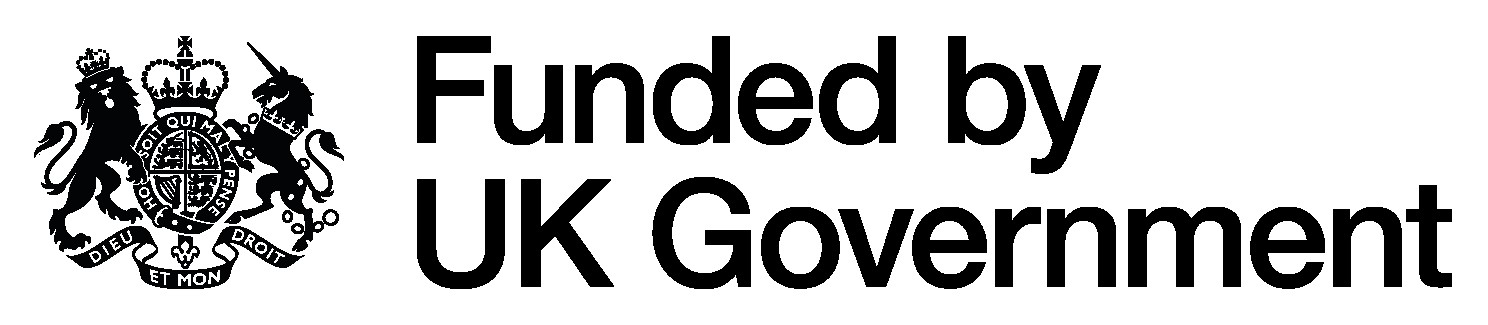 Funded by
UK Government
HONI SOIT QUI MAL Y PENSE
DIEU ET MON DROIT